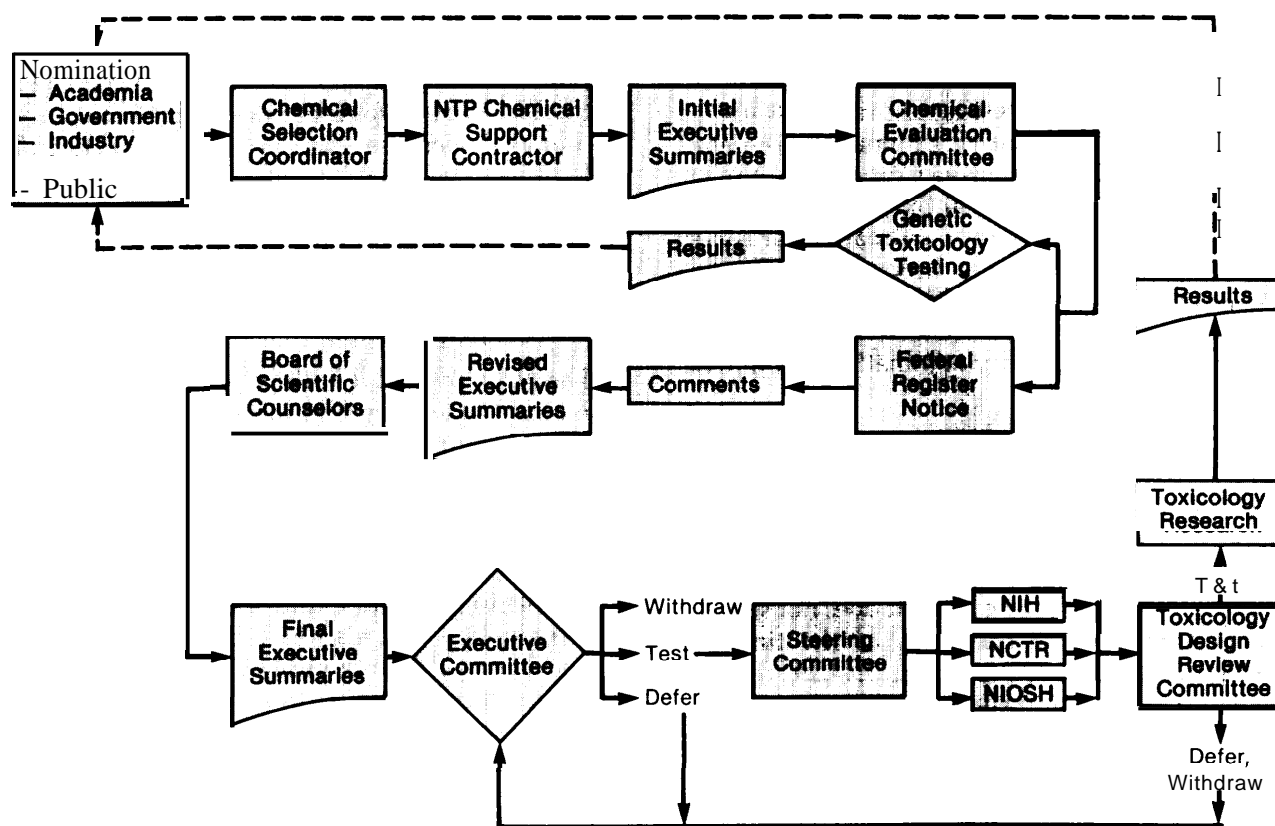 Nomination
– Academia
– Government
– Industry
-- Public
Chemical
Selection
Coordinator
NTP Chemical
Support
Contractor
Initial
Executive
Summaries
Chemical
Evaluation
Committee
Genetic
Toxicology
Testing
Results
Results
Board of
Scientific
Counselors
Revised
Executive
Summaries
Comments
Federal
Register
Notice
Toxicology
Research
T & t
Final
Executive
Summaries
Executive
Committee
Withdraw
Test
Defer
Steering
Committee
NIH
NCTR
NIOSH
Toxicology
Design
Review
Committee
Defer,
Withdraw